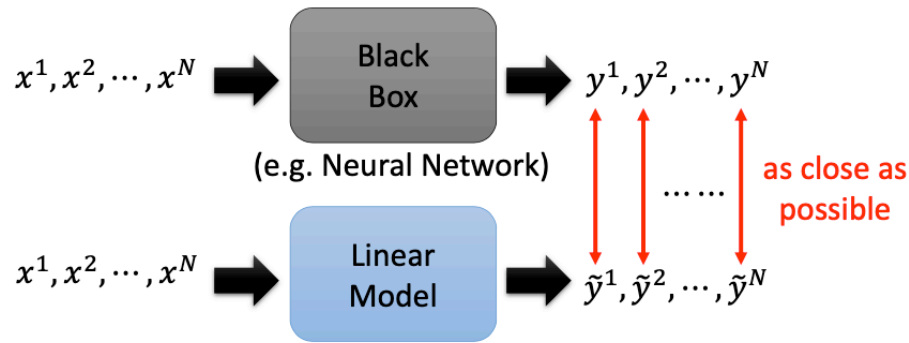 x¹, x², ⋯, xᴺ
Black
Box
y¹, y², ⋯, yᴺ
(e.g. Neural Network)
⋯ ⋯
as close as
possible
x¹, x², ⋯, xᴺ
Linear
Model
ỹ¹, ỹ², ⋯, ỹᴺ